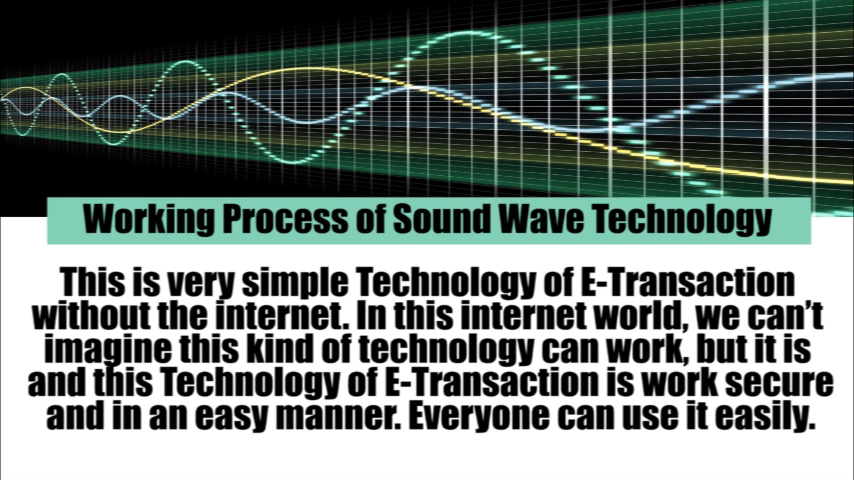 Working Process of Sound Wave Technology
This is very simple Technology of E-Transaction
without the internet. In this internet world, we can't
imagine this kind of technology can work, but it is
and this Technology of E-Transaction is work secure
and in an easy manner. Everyone can use it easily.